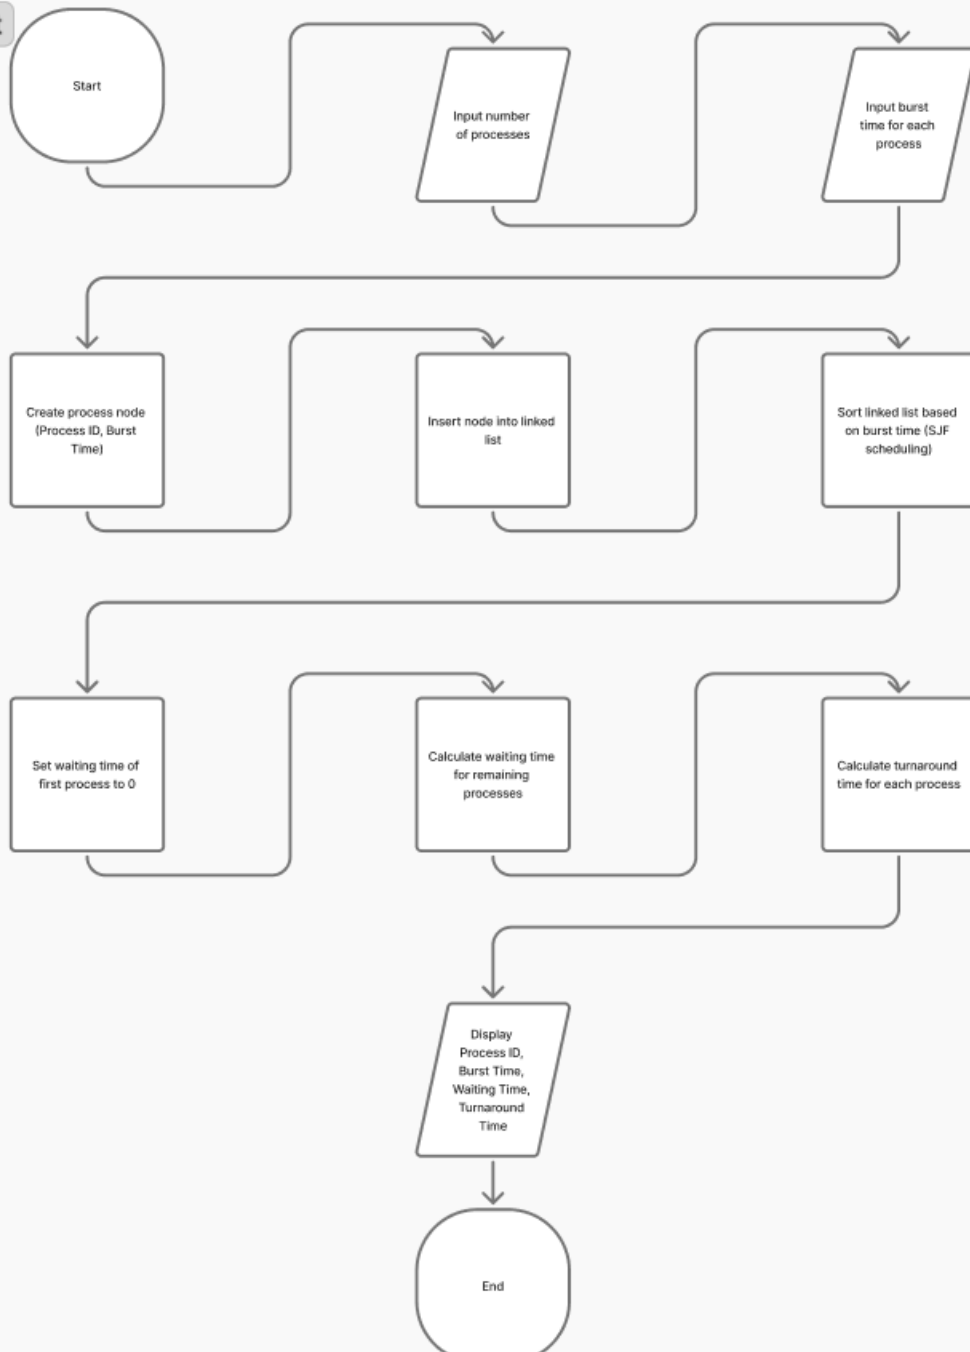 Start
Input number
of processes
Input burst
time for each
process
Create process node
(Process ID, Burst
Time)
Insert node into linked
list
Sort linked list based
on burst time (SJF
scheduling)
Set waiting time of
first process to 0
Calculate waiting time
for remaining
processes
Calculate turnaround
time for each process
Display
Process ID,
Burst Time,
Waiting Time,
Turnaround
Time
End